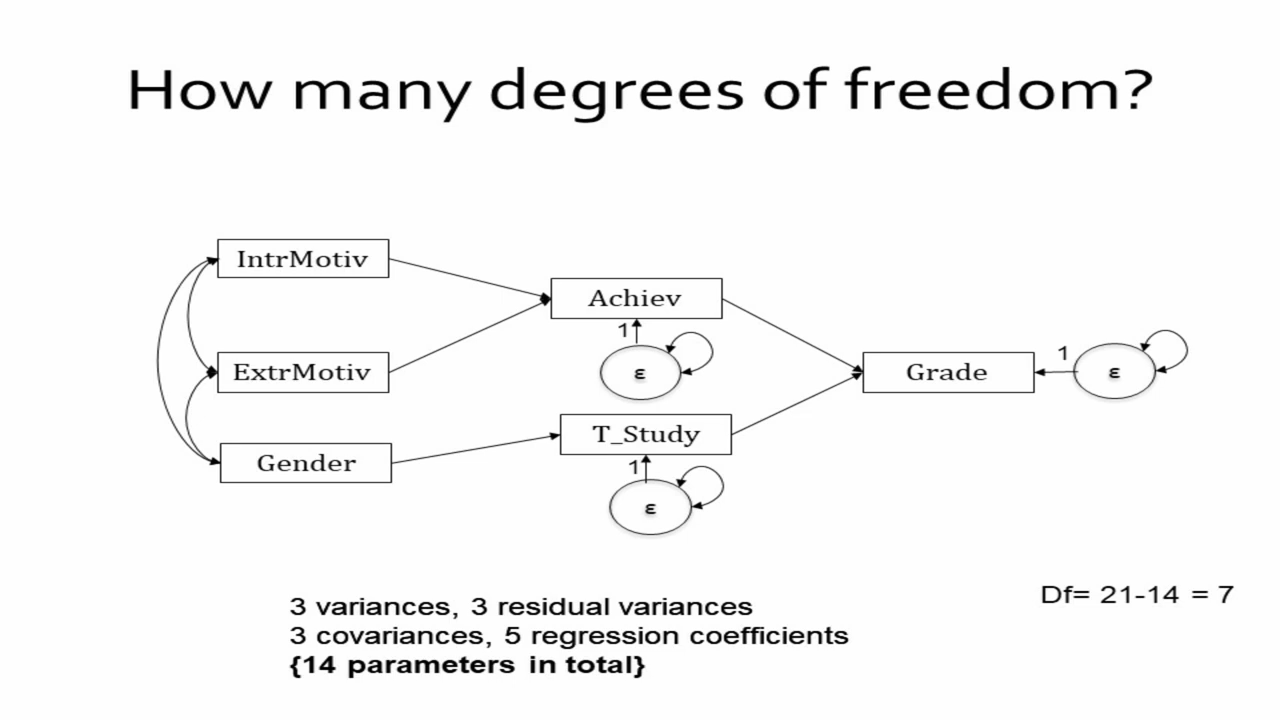 How many degrees of freedom?
IntrMotiv
Achiev
1
ε
ExtrMotiv
Grade
1
ε
T_Study
1
ε
Gender
3 variances, 3 residual variances
3 covariances, 5 regression coefficients
{14 parameters in total}
Df= 21-14 = 7